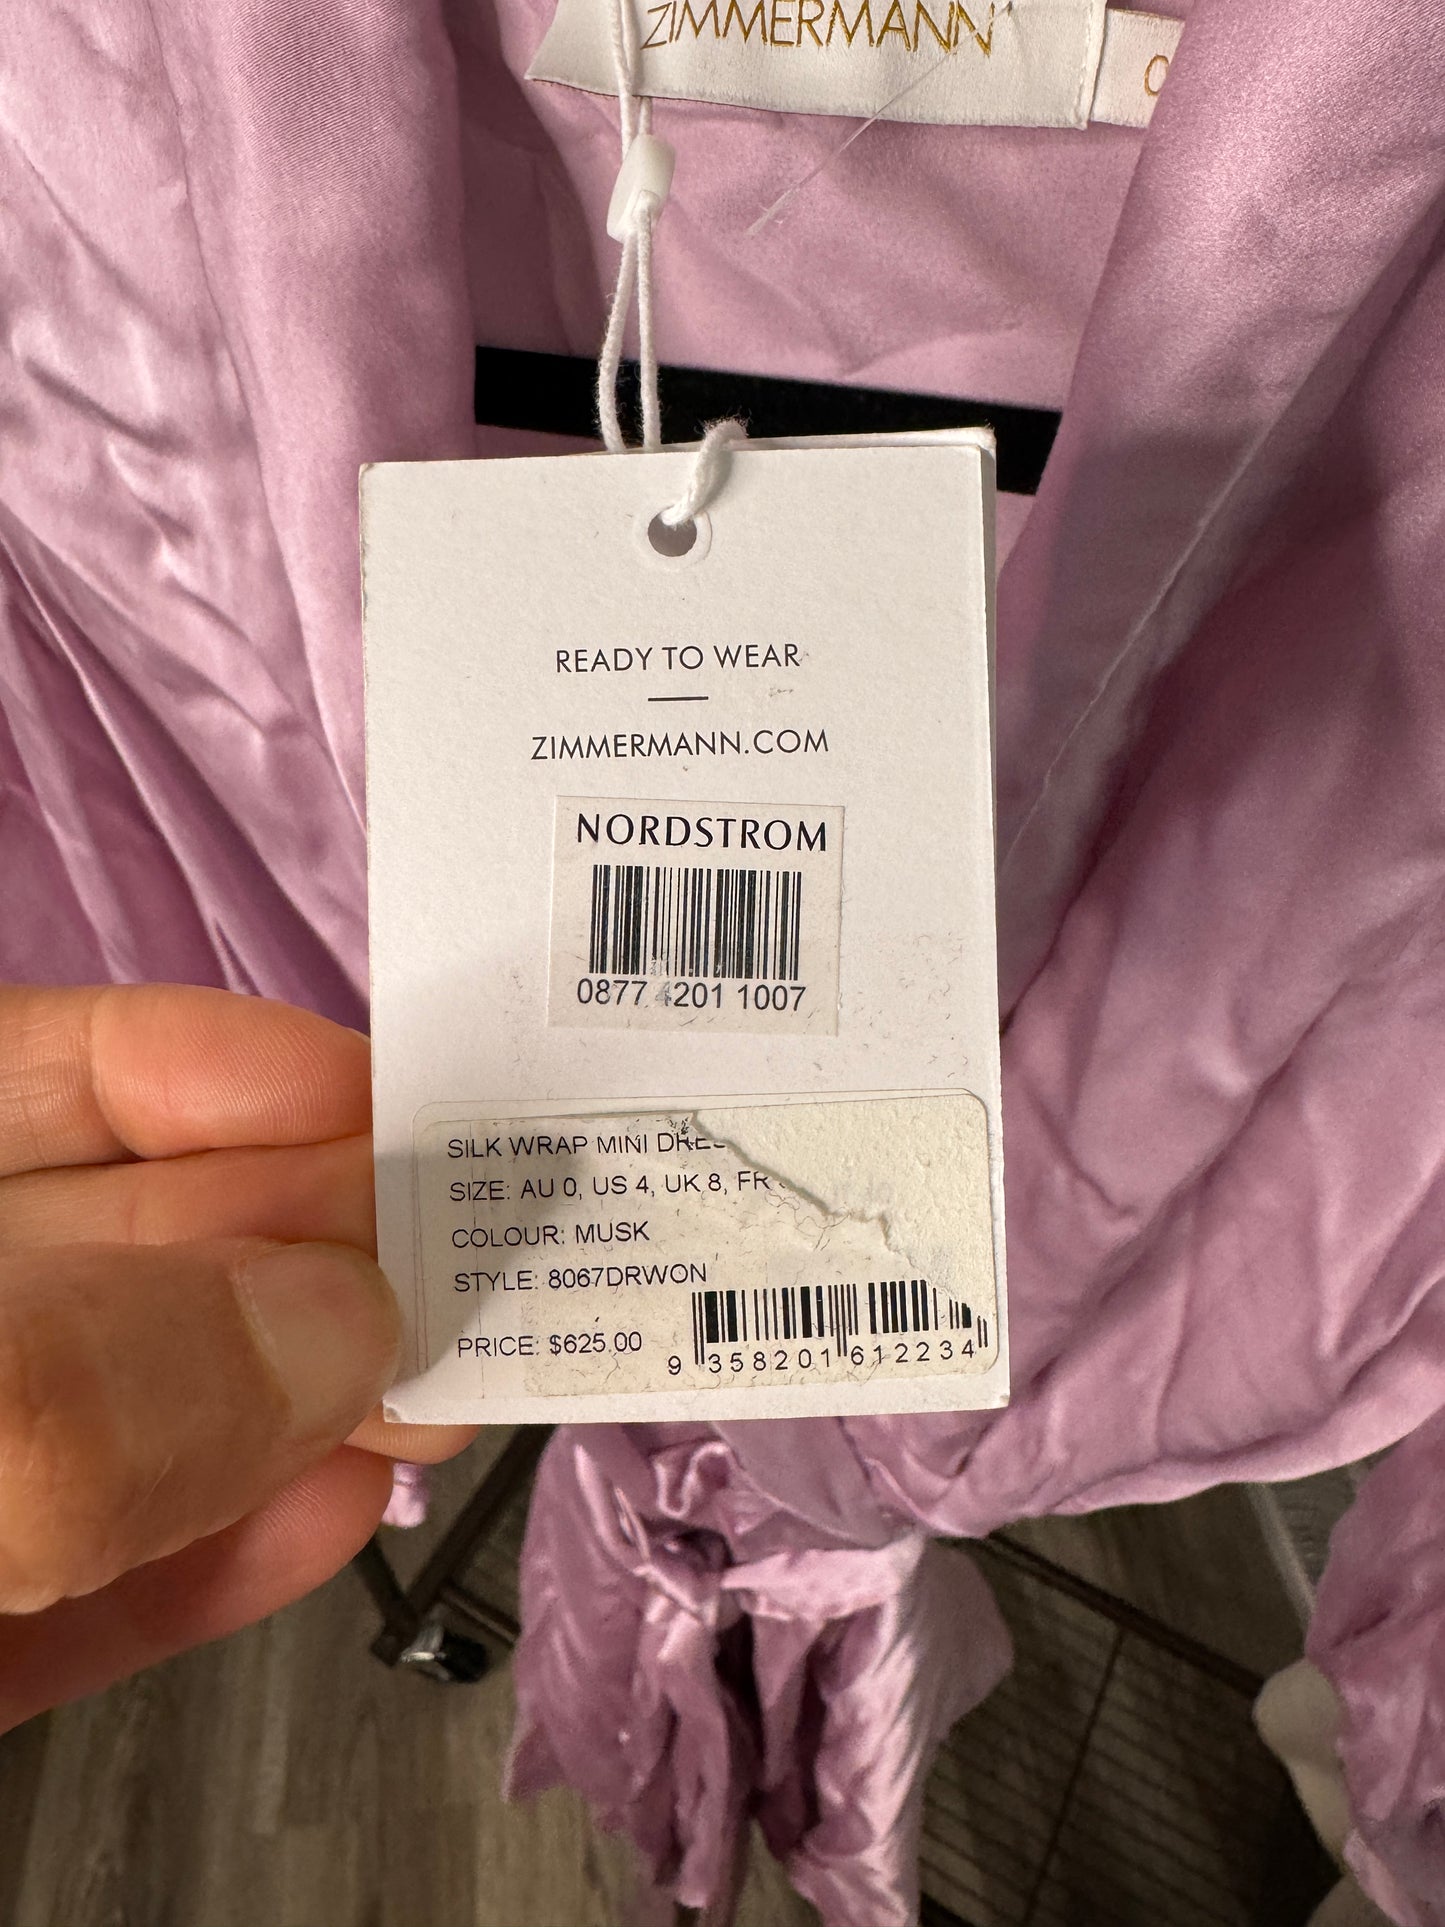 ZIMMERMANN
0
READY TO WEAR
ZIMMERMANN.COM
NORDSTROM
0877 4201 1007
SILK WRAP MINI
SIZE: AU 0, US 4, UK 8, FR
COLOUR: MUSK
STYLE: 8067DRWON
PRICE: $625.00
9 358201 612234